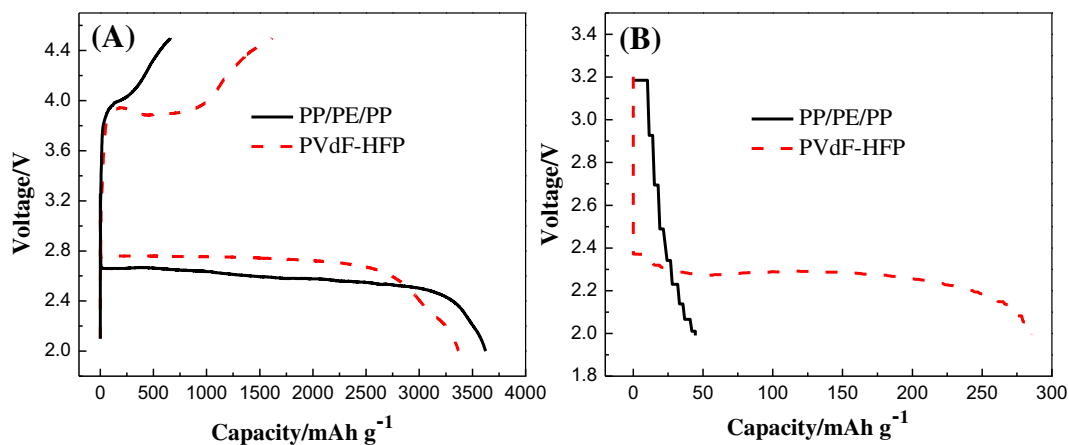 (A)
4.4
4.0
3.6
3.2
2.8
2.4
2.0
Voltage/V
PP/PE/PP
PVdF-HFP
0 500 1000 1500 2000 2500 3000 3500 4000
Capacity/mAh g⁻¹
(B)
3.4
3.2
3.0
2.8
2.6
2.4
2.2
2.0
1.8
Voltage/V
PP/PE/PP
PVdF-HFP
0 50 100 150 200 250 300
Capacity/mAh g⁻¹